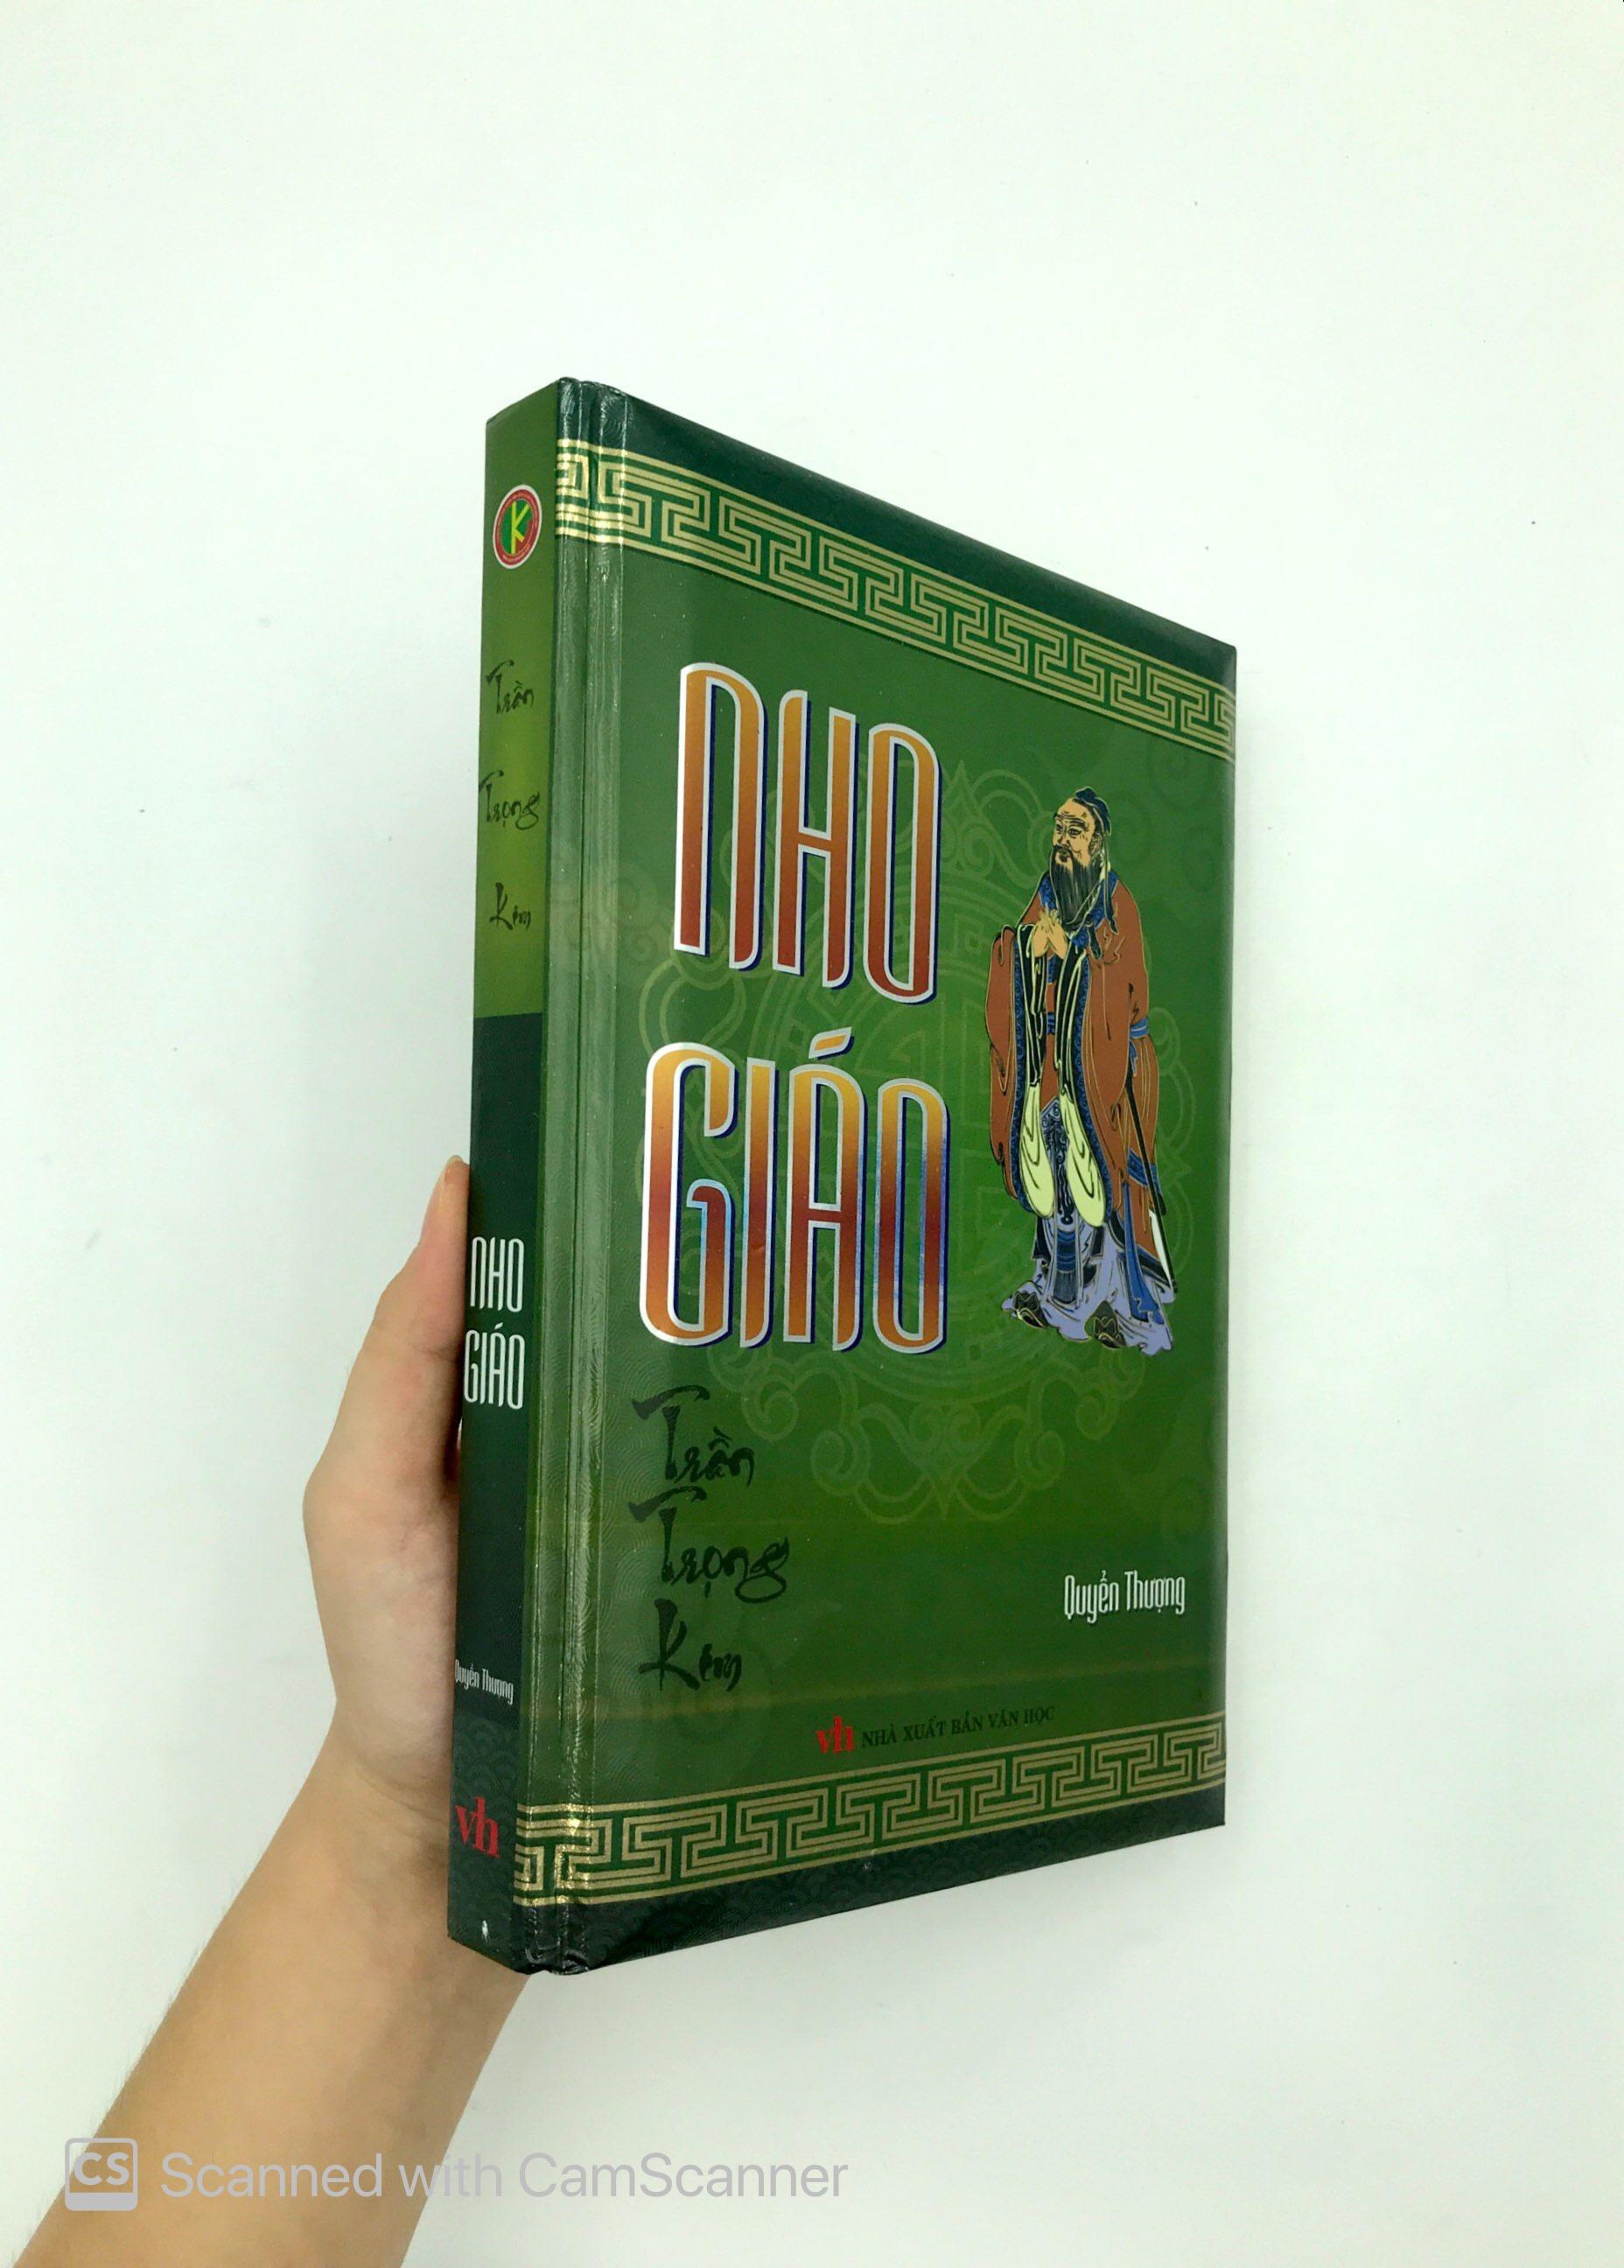 Trần
Trọng
Kim
NHO
GIÁO
Quyển Thượng
vh
NHO
GIÁO
Trần
Trọng
Kim
Quyển Thượng
vh NHÀ XUẤT BẢN VĂN HỌC
CS Scanned with CamScanner